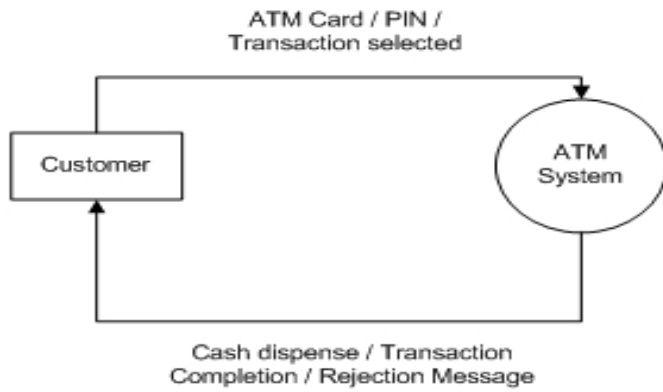 ATM Card / PIN /
Transaction selected
Customer
ATM
System
Cash dispense / Transaction
Completion / Rejection Message